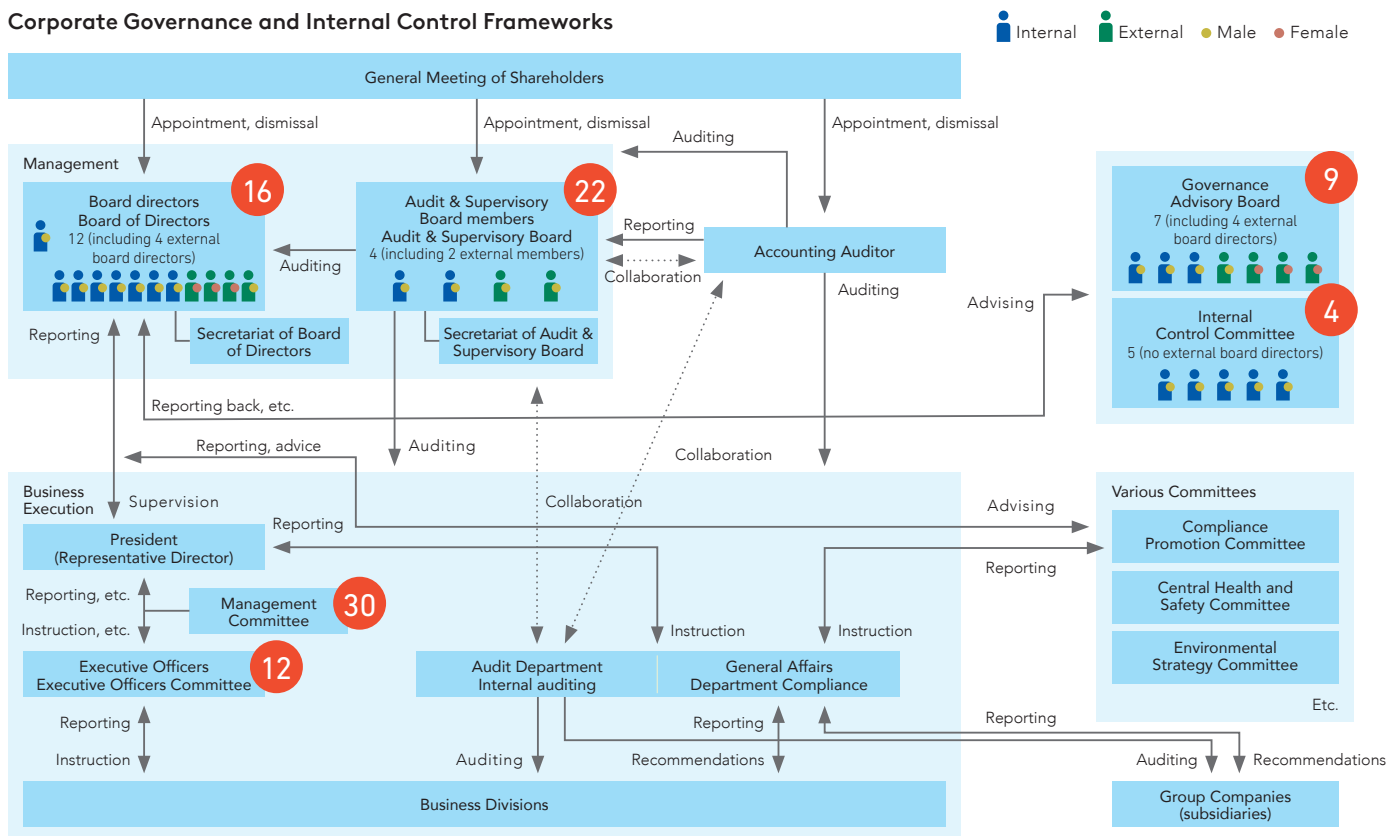 Corporate Governance and Internal Control Frameworks
Internal
External
Male
Female
General Meeting of Shareholders
Appointment, dismissal
Appointment, dismissal
Appointment, dismissal
Auditing
Management
16
Board directors
Board of Directors
12 (including 4 external
board directors)
22
Audit & Supervisory
Board members
Audit & Supervisory Board
4 (including 2 external members)
Auditing
Reporting
Collaboration
Accounting Auditor
Auditing
9
Governance
Advisory Board
7 (including 4 external
board directors)
Advising
4
Internal
Control Committee
5 (no external board directors)
Reporting
Secretariat of Board
of Directors
Secretariat of Audit &
Supervisory Board
Reporting back, etc.
Reporting, advice
Auditing
Collaboration
Business
Execution
Supervision
Collaboration
Advising
Reporting
President
(Representative Director)
Reporting
Various Committees
Compliance
Promotion Committee
Central Health and
Safety Committee
Environmental
Strategy Committee
Etc.
Reporting, etc.
Instruction, etc.
Management
Committee
30
Instruction
Instruction
Executive Officers
Executive Officers Committee
12
Audit Department
Internal auditing
General Affairs
Department Compliance
Reporting
Instruction
Auditing
Reporting
Recommendations
Reporting
Auditing
Recommendations
Business Divisions
Group Companies
(subsidiaries)